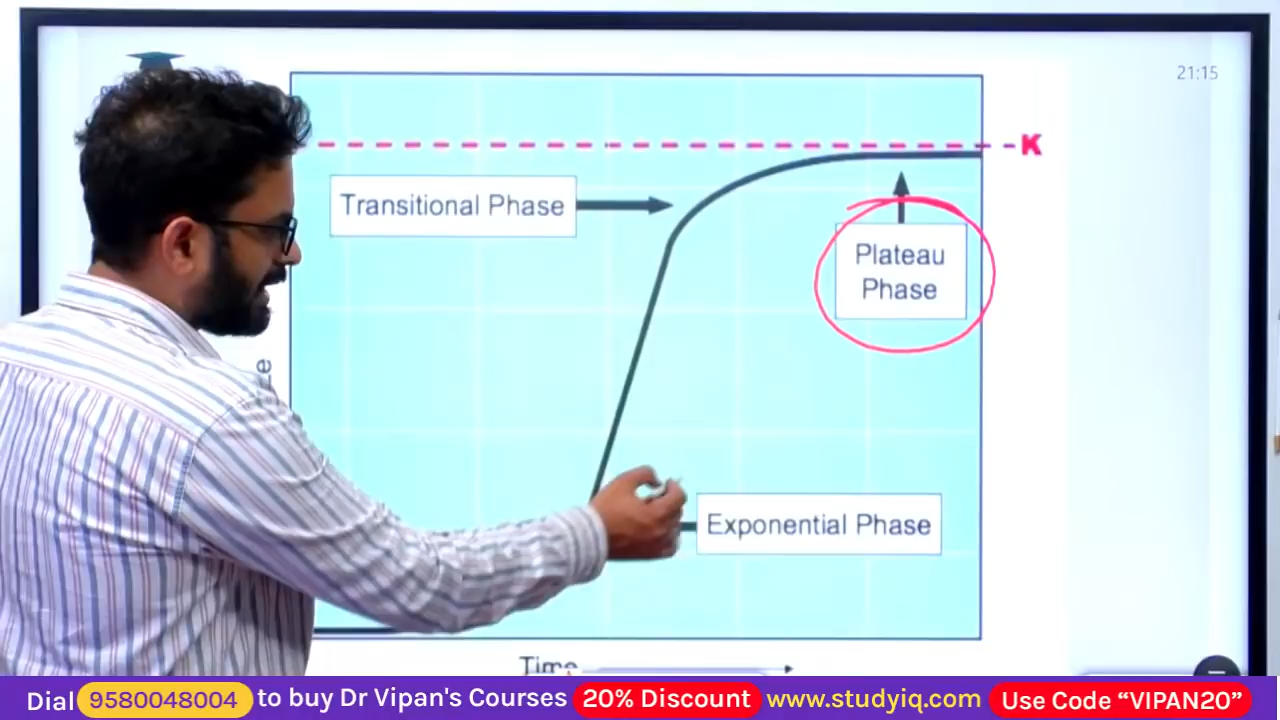 21:15
K
Transitional Phase
Plateau
Phase
Exponential Phase
Time
Dial 9580048004 to buy Dr Vipan's Courses 20% Discount www.studyiq.com Use Code “VIPAN20”